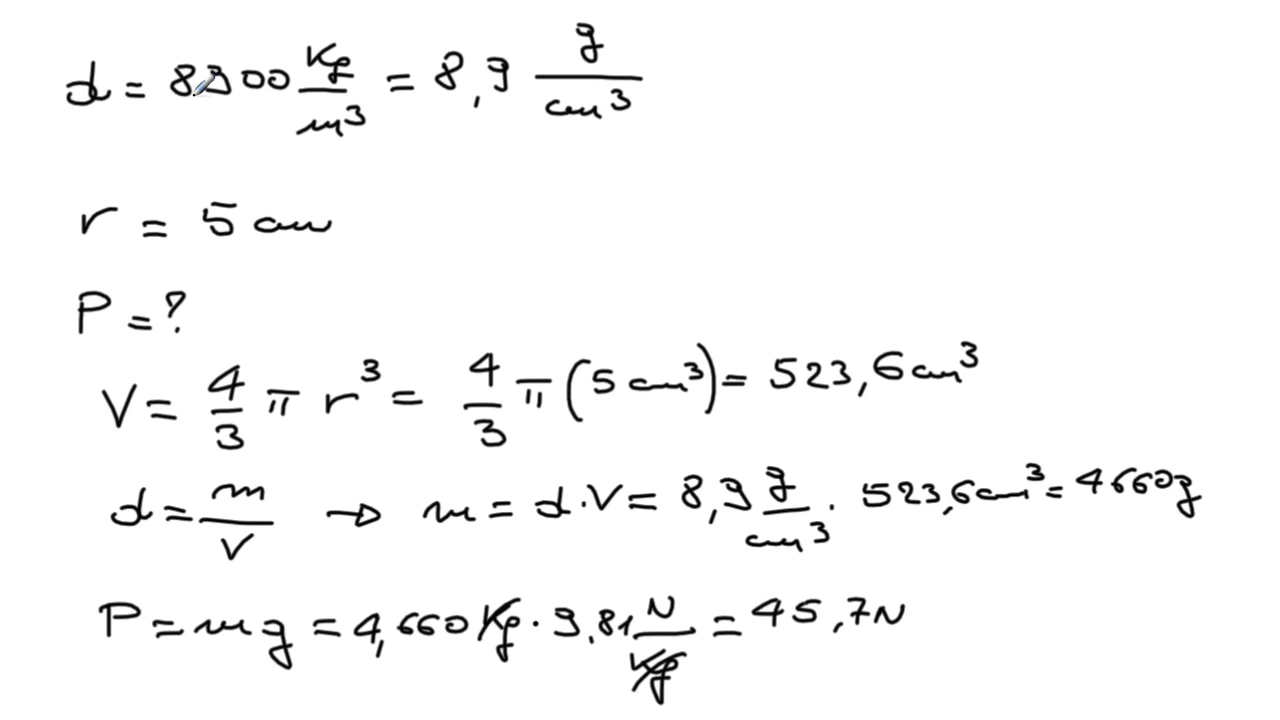 d = 8900 Kg/m³ = 8,9 g/cm³
r = 5 cm
P = ?
V = 4/3 π r³ = 4/3 π (5 cm³) = 523,6 cm³
d = m/V → m = d·V = 8,9 g/cm³ · 523,6 cm³ = 4660g
P = mg = 4,660 Kg · 9,81 N/Kg = 45,7 N